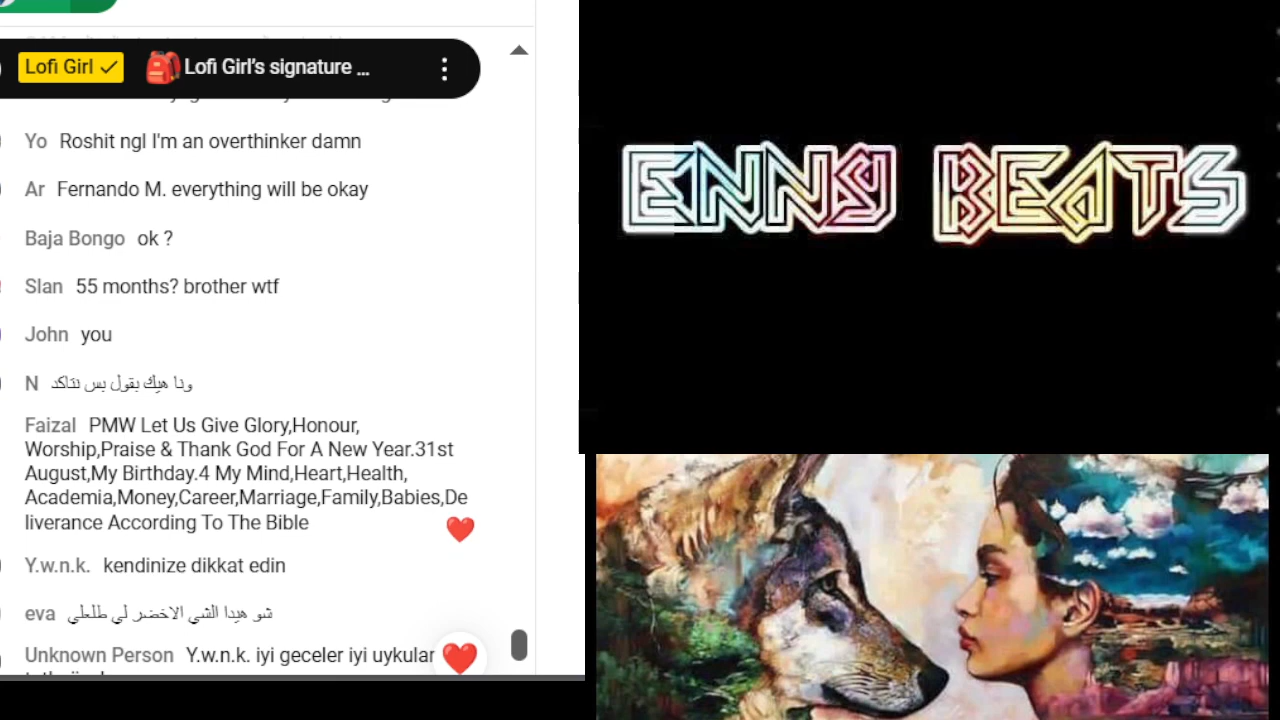 Lofi Girl ✓ 🎒 Lofi Girl's signature ...
Yo Roshit ngl I'm an overthinker damn
Ar Fernando M. everything will be okay
Baja Bongo ok ?
Slan 55 months? brother wtf
John you
N ونا هيك بقول بس نتاكد
Faizal PMW Let Us Give Glory,Honour,
Worship,Praise & Thank God For A New Year.31st
August,My Birthday.4 My Mind,Heart,Health,
Academia,Money,Career,Marriage,Family,Babies,De
liverance According To The Bible
Y.w.n.k. kendinize dikkat edin
eva شو هيدا الشي الاخضر لي طلعلي
Unknown Person Y.w.n.k. iyi geceler iyi uykular
ENNY BEATS